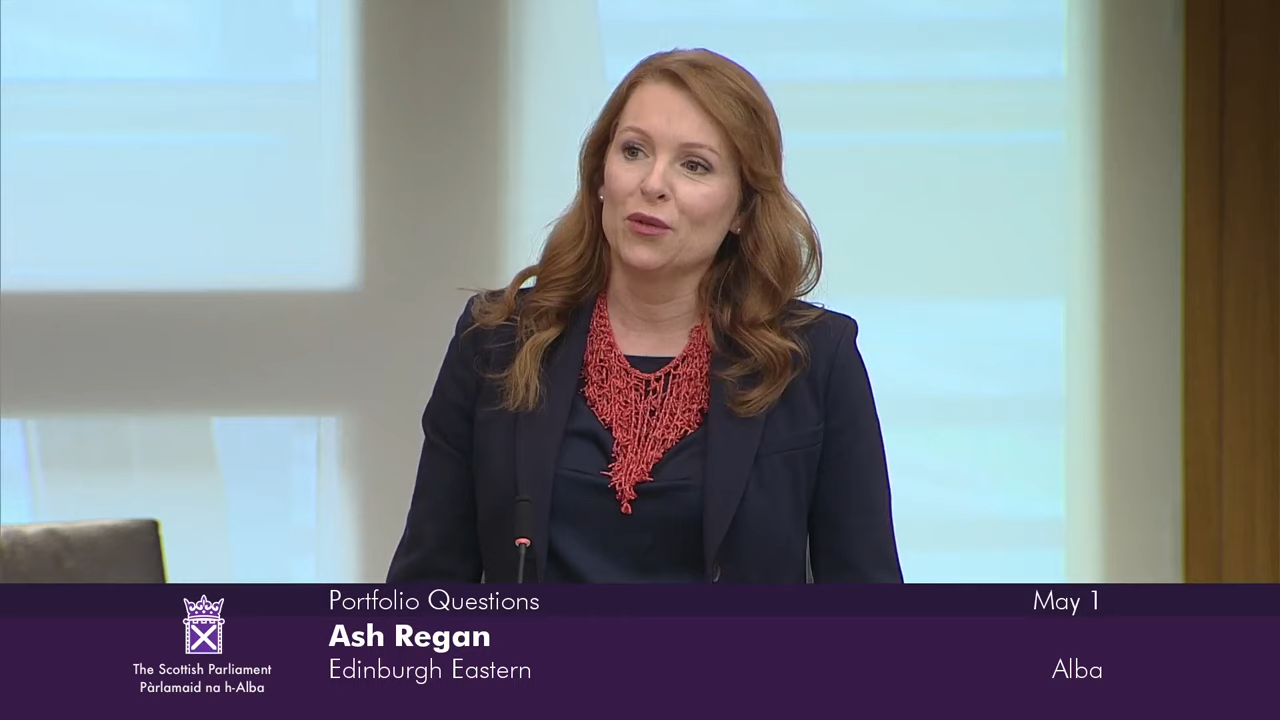 Portfolio Questions
May 1
Ash Regan
Edinburgh Eastern
Alba
The Scottish Parliament
Pàrlamaid na h-Alba